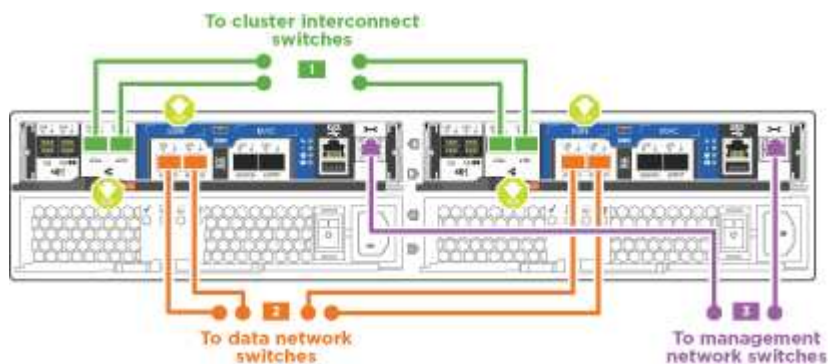 To cluster interconnect
switches
1
2
To data network
switches
3
To management
network switches